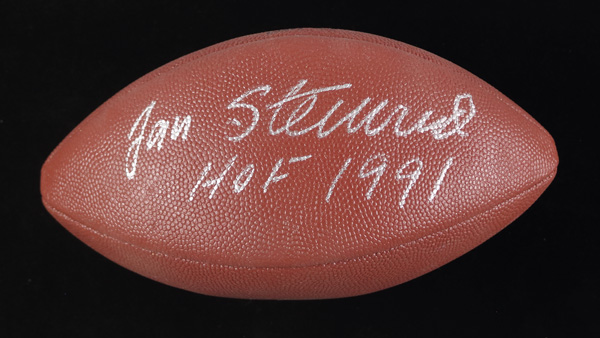 Jan Stenerud
HOF 1991